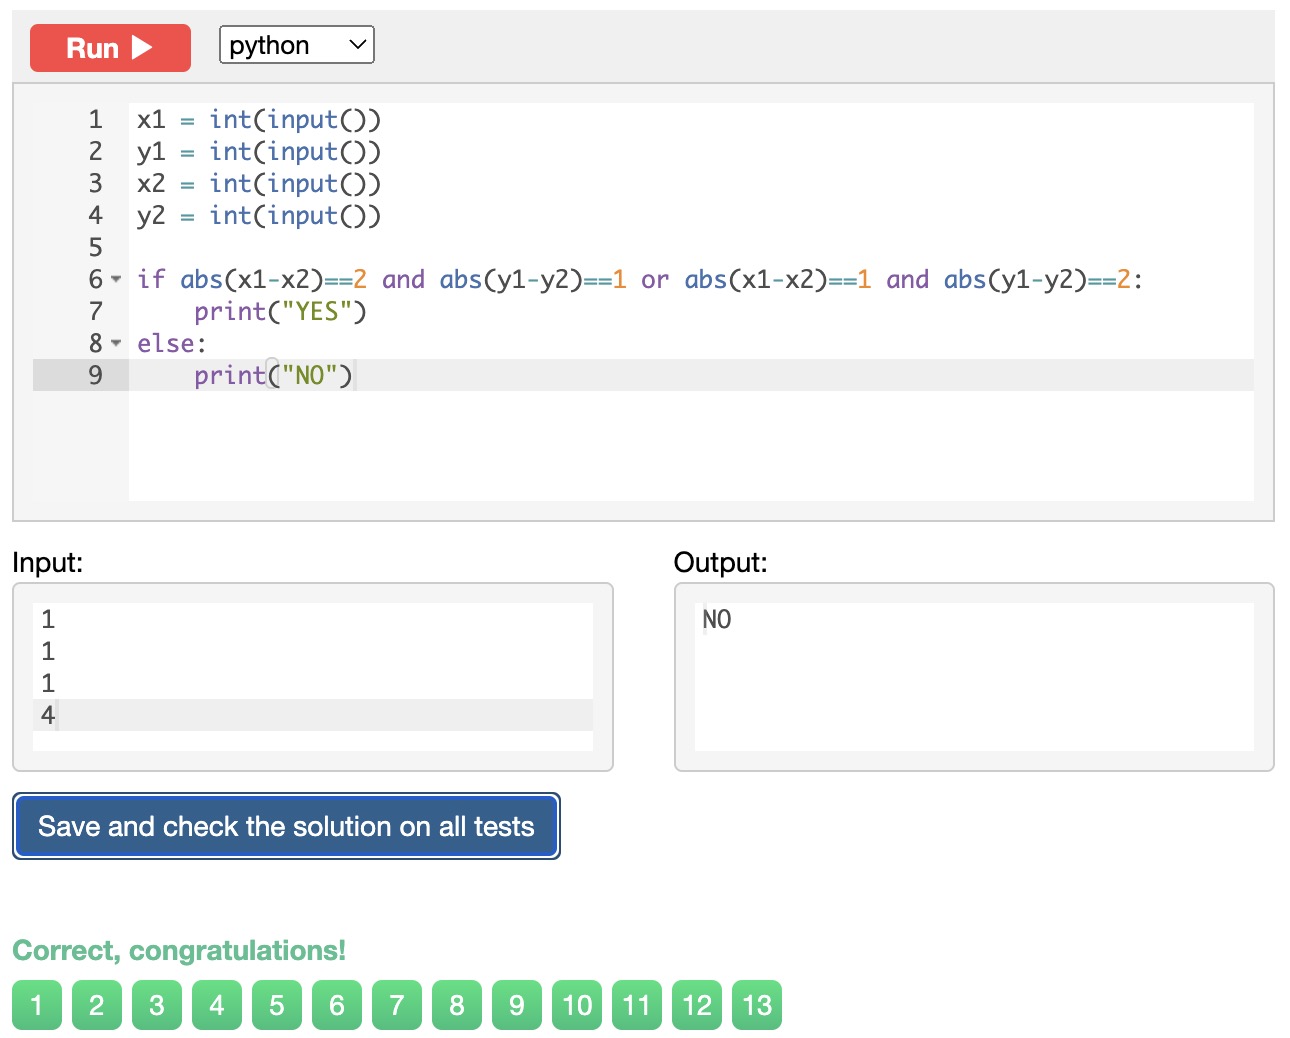 Run
python
1 x1 = int(input())
2 y1 = int(input())
3 x2 = int(input())
4 y2 = int(input())
5
6 if abs(x1-x2)==2 and abs(y1-y2)==1 or abs(x1-x2)==1 and abs(y1-y2)==2:
7     print("YES")
8 else:
9     print("NO")
Input:
1
1
1
4
Output:
NO
Save and check the solution on all tests
Correct, congratulations!
1 2 3 4 5 6 7 8 9 10 11 12 13